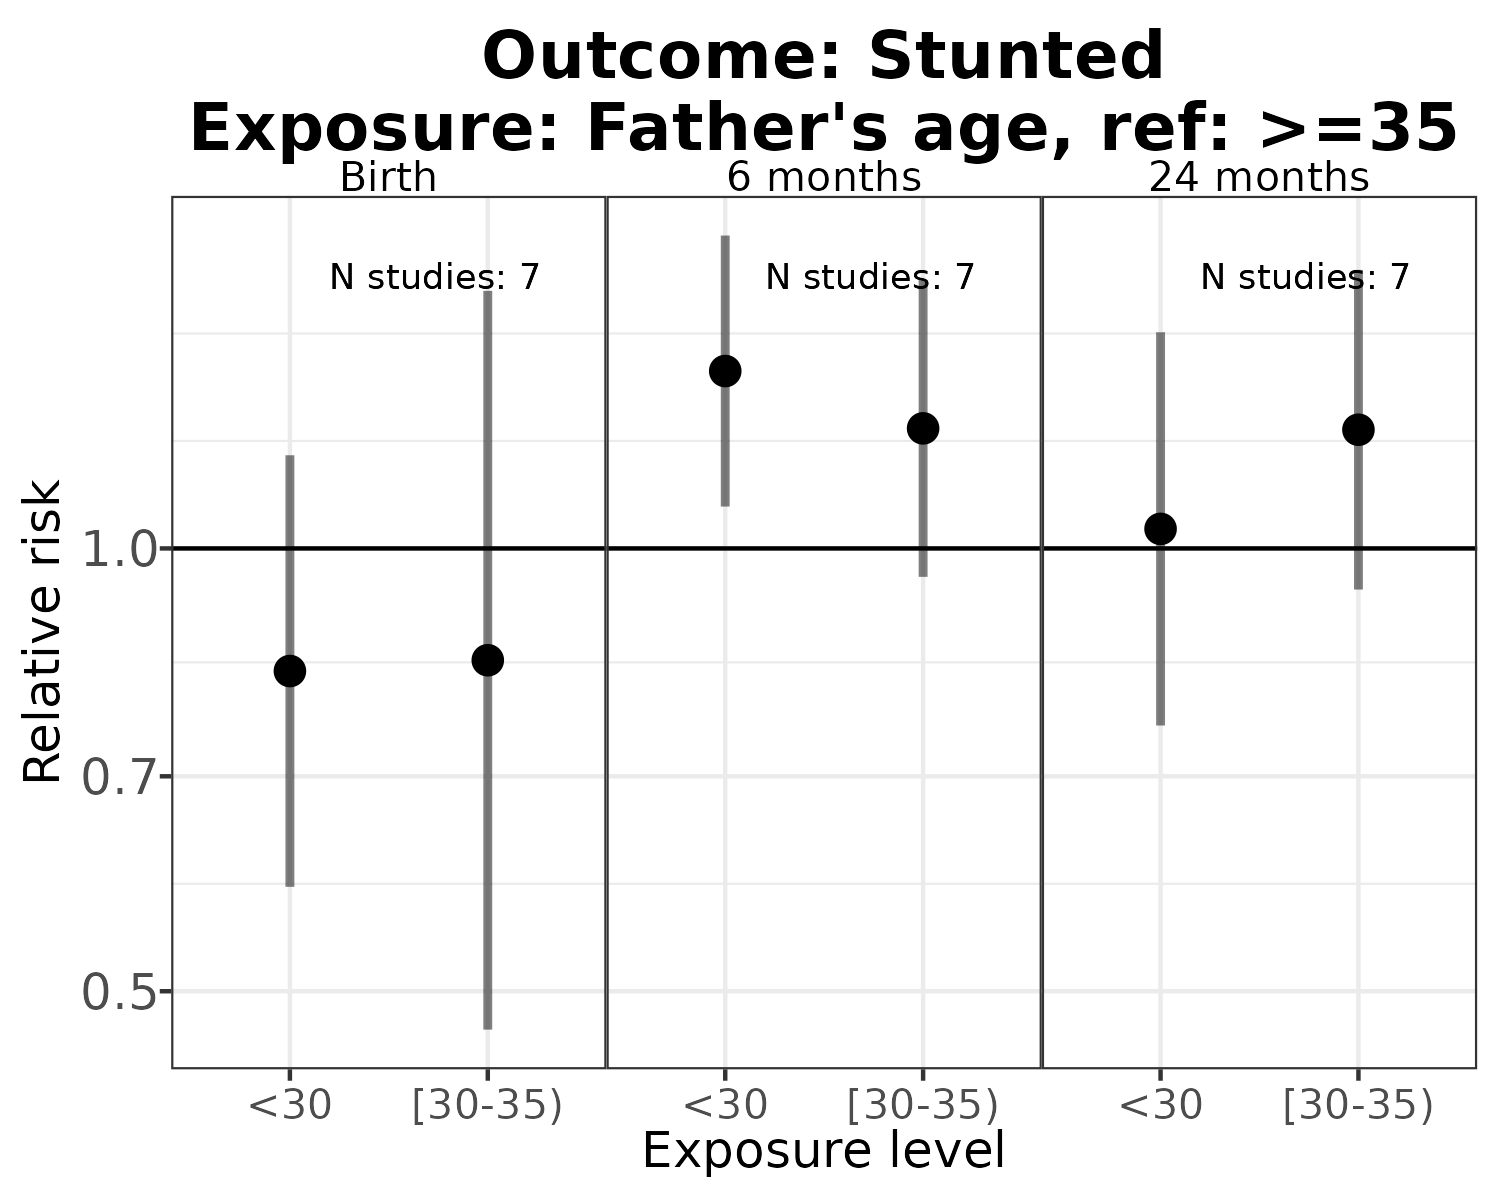 Outcome: Stunted
Exposure: Father's age, ref: >=35
Birth
6 months
24 months
N studies: 7
N studies: 7
N studies: 7
Relative risk
1.0
0.7
0.5
<30
[30-35)
<30
[30-35)
<30
[30-35)
Exposure level